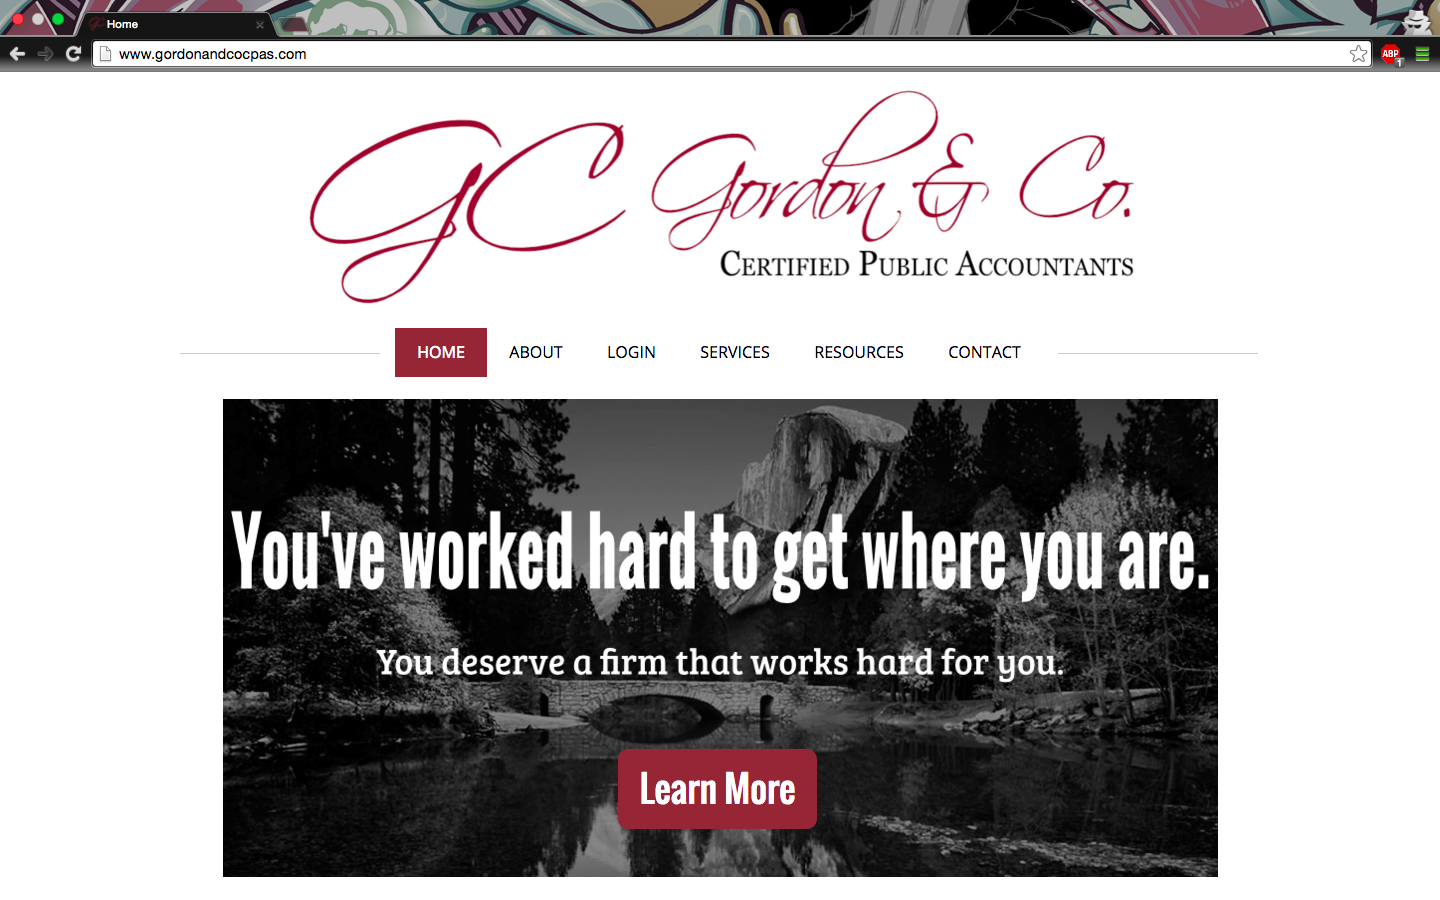 Home
www.gordonandcocpas.com
ABP
1
GC Gordon & Co.
CERTIFIED PUBLIC ACCOUNTANTS
HOME ABOUT LOGIN SERVICES RESOURCES CONTACT
You've worked hard to get where you are.
You deserve a firm that works hard for you.
Learn More